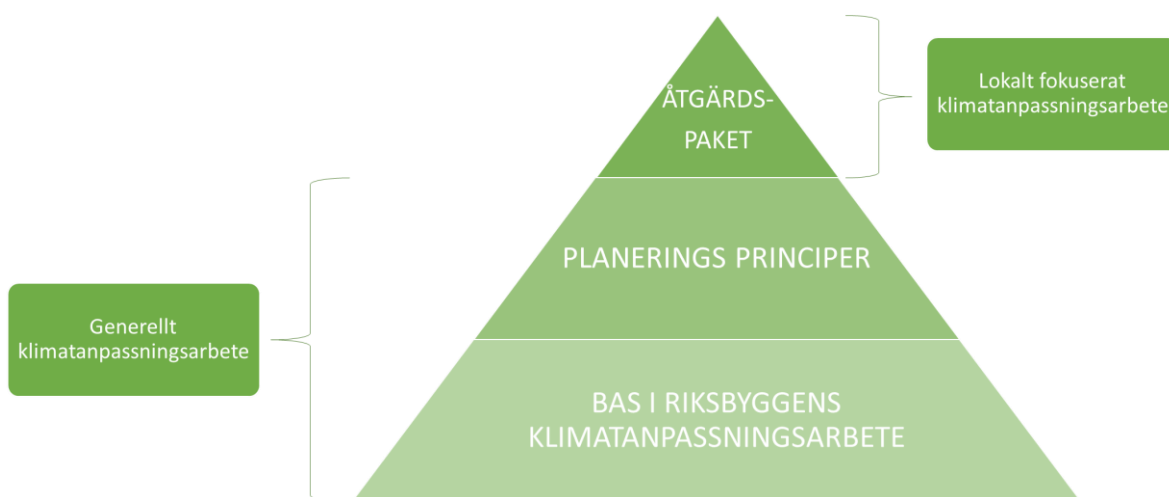 ÅTGÄRDS-
PAKET
Lokalt fokuserat
klimatanpassningsarbete
PLANERINGS PRINCIPER
Generellt
klimatanpassningsarbete
BAS I RIKSBYGGENS
KLIMATANPASSNINGSARBETE